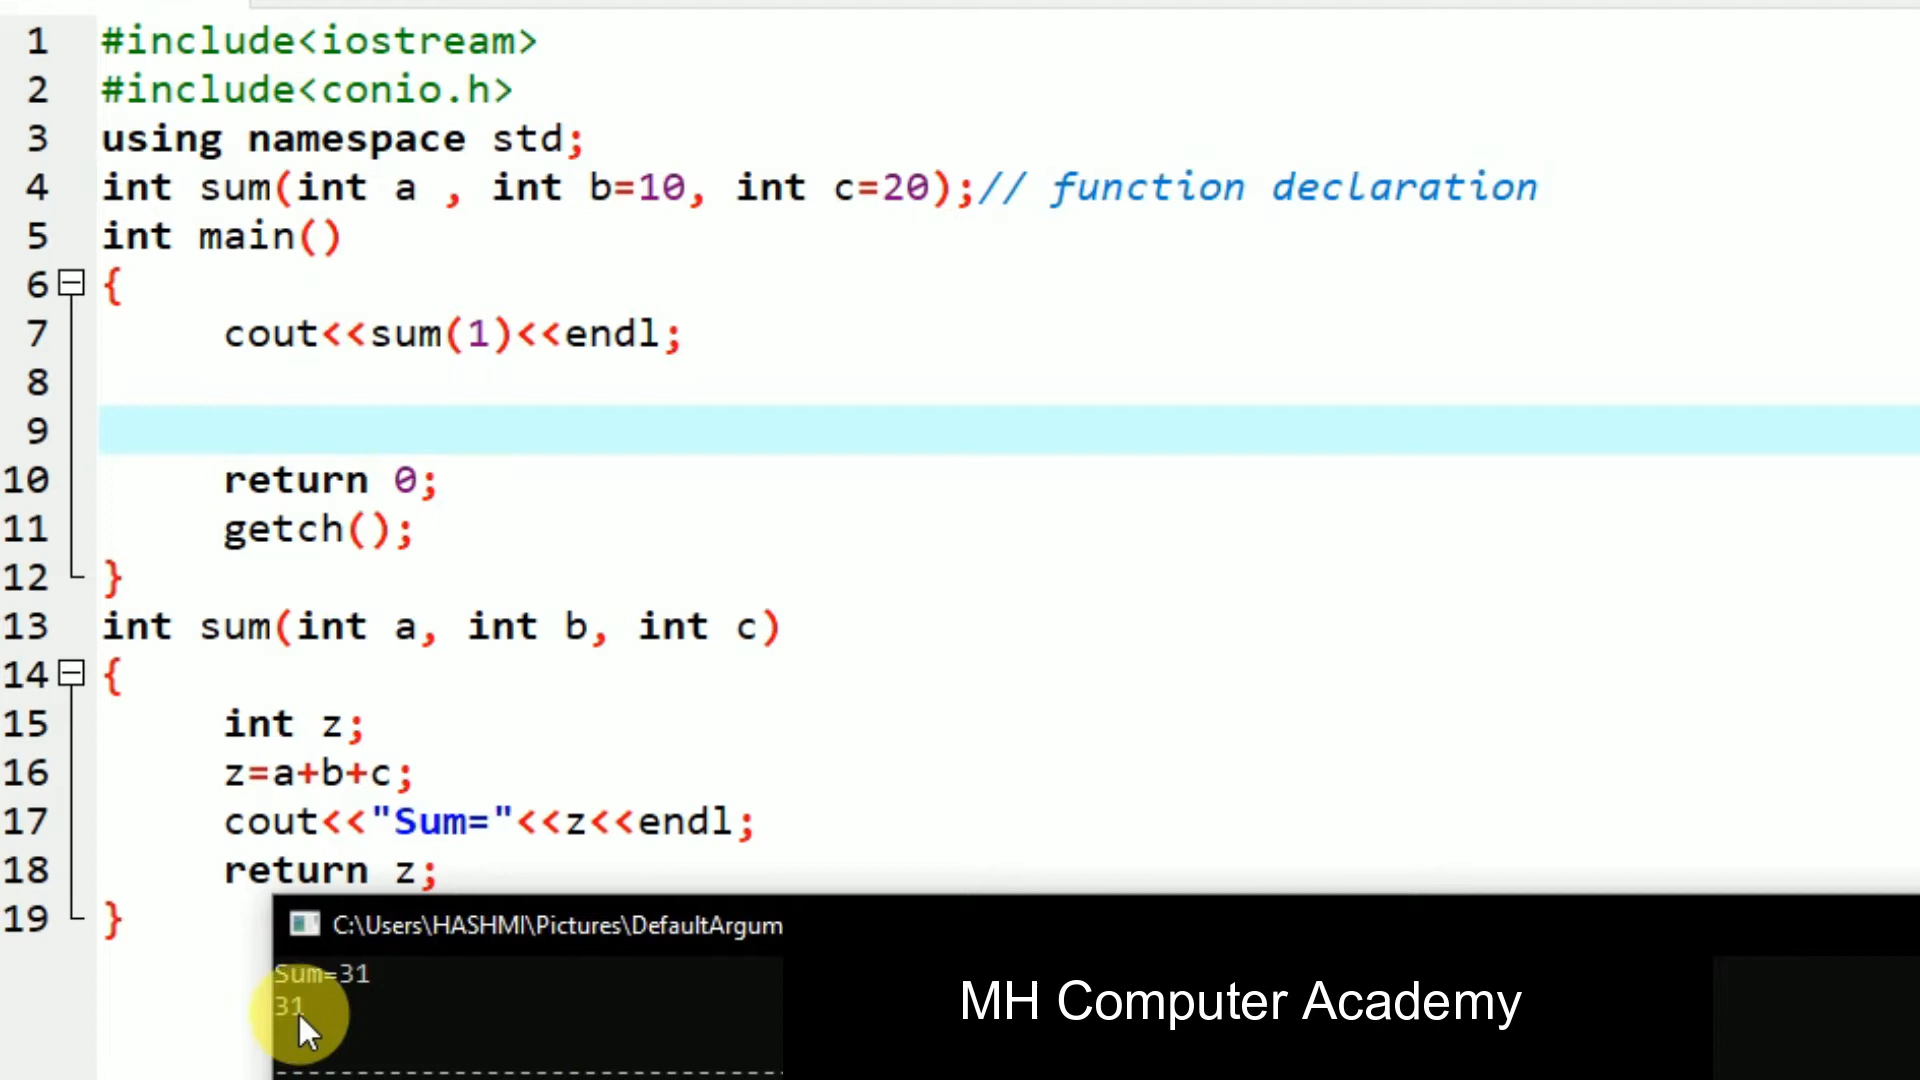 1 #include<iostream>
2 #include<conio.h>
3 using namespace std;
4 int sum(int a , int b=10, int c=20);// function declaration
5 int main()
6 {
7 cout<<sum(1)<<endl;
8
9
10 return 0;
11 getch();
12 }
13 int sum(int a, int b, int c)
14 {
15 int z;
16 z=a+b+c;
17 cout<<"Sum="<<z<<endl;
18 return z;
19 }
C:\Users\HASHMI\Pictures\DefaultArgum
Sum=31
31
MH Computer Academy